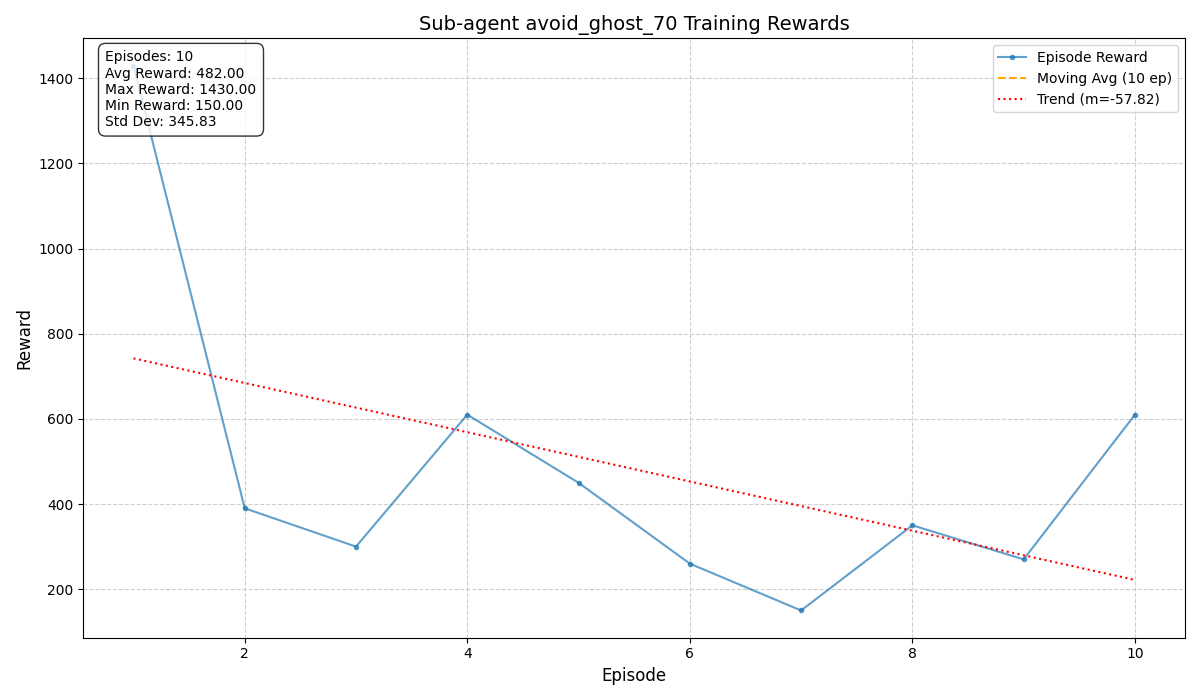 Sub-agent avoid_ghost_70 Training Rewards
Episodes: 10
Avg Reward: 482.00
Max Reward: 1430.00
Min Reward: 150.00
Std Dev: 345.83
Episode Reward
Moving Avg (10 ep)
Trend (m=-57.82)
Reward
1400
1200
1000
800
600
400
200
2 4 6 8 10
Episode